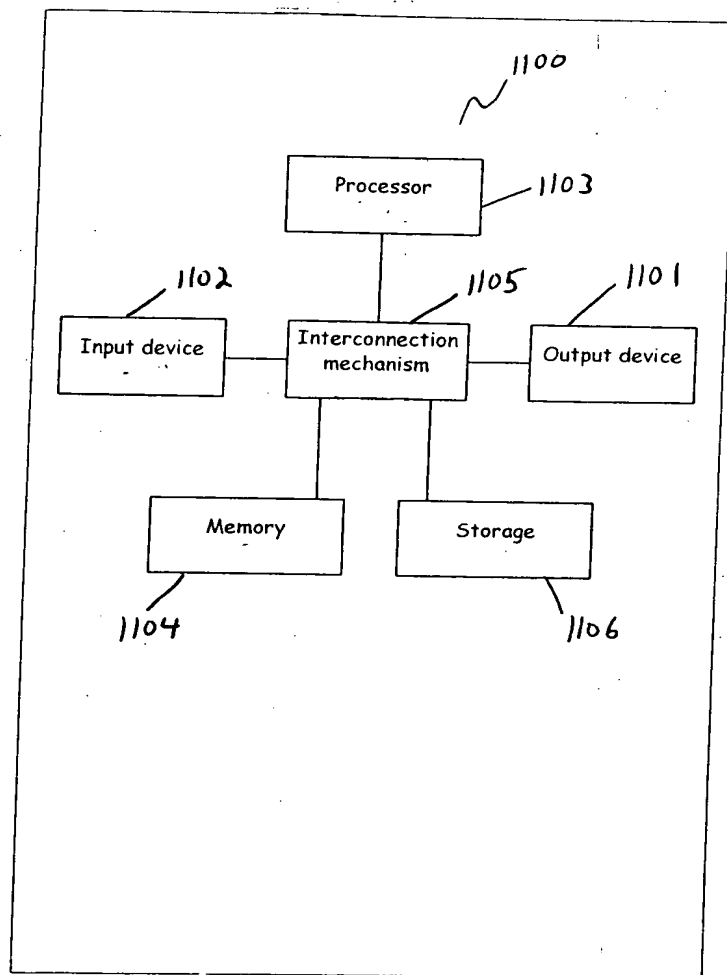 1100
Processor
1103
1102
1105
1101
Input device
Interconnection
mechanism
Output device
Memory
Storage
1104
1106